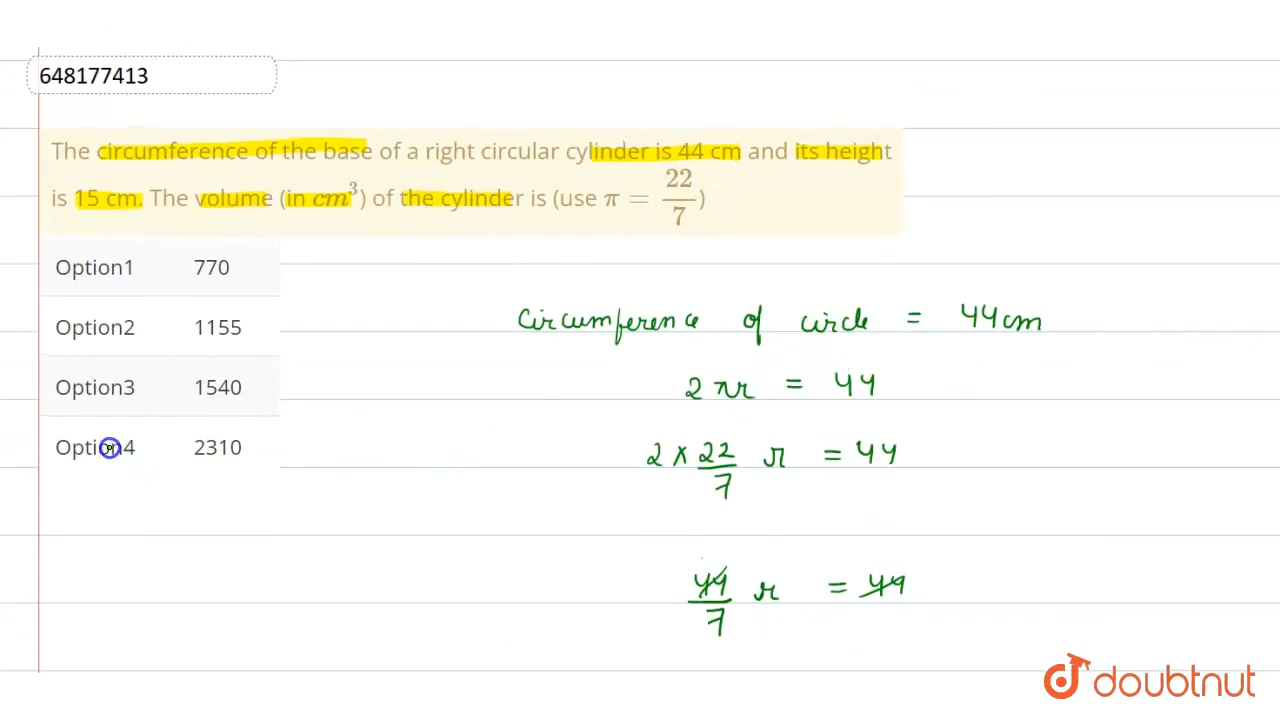 648177413
The circumference of the base of a right circular cylinder is 44 cm and its height
is 15 cm. The volume (in cm³) of the cylinder is (use π = 22/7)
Option1 770
Option2 1155
Option3 1540
Option4 2310
Circumference of circle = 44cm
2πr = 44
2 × 22/7 r = 44
44/7 r = 44
doubtnut